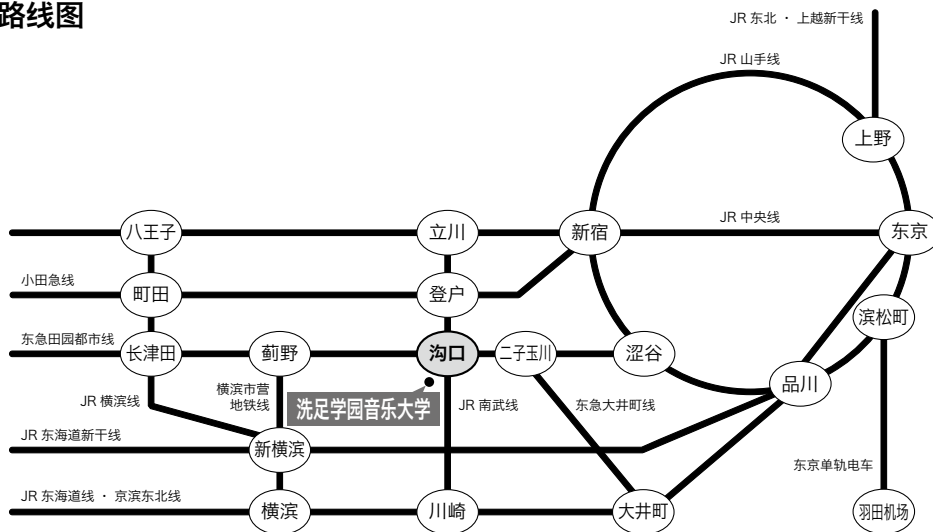 路线图
JR 东北 ・ 上越新干线
JR 山手线
上野
八王子
立川
新宿
JR 中央线
东京
小田急线
町田
登户
滨松町
东急田园都市线
长津田
蓟野
沟口
二子玉川
涩谷
品川
JR 横滨线
横滨市营
地铁线
洗足学园音乐大学
JR 南武线
东急大井町线
JR 东海道新干线
新横滨
东京单轨电车
JR 东海道线 ・ 京滨东北线
横滨
川崎
大井町
羽田机场